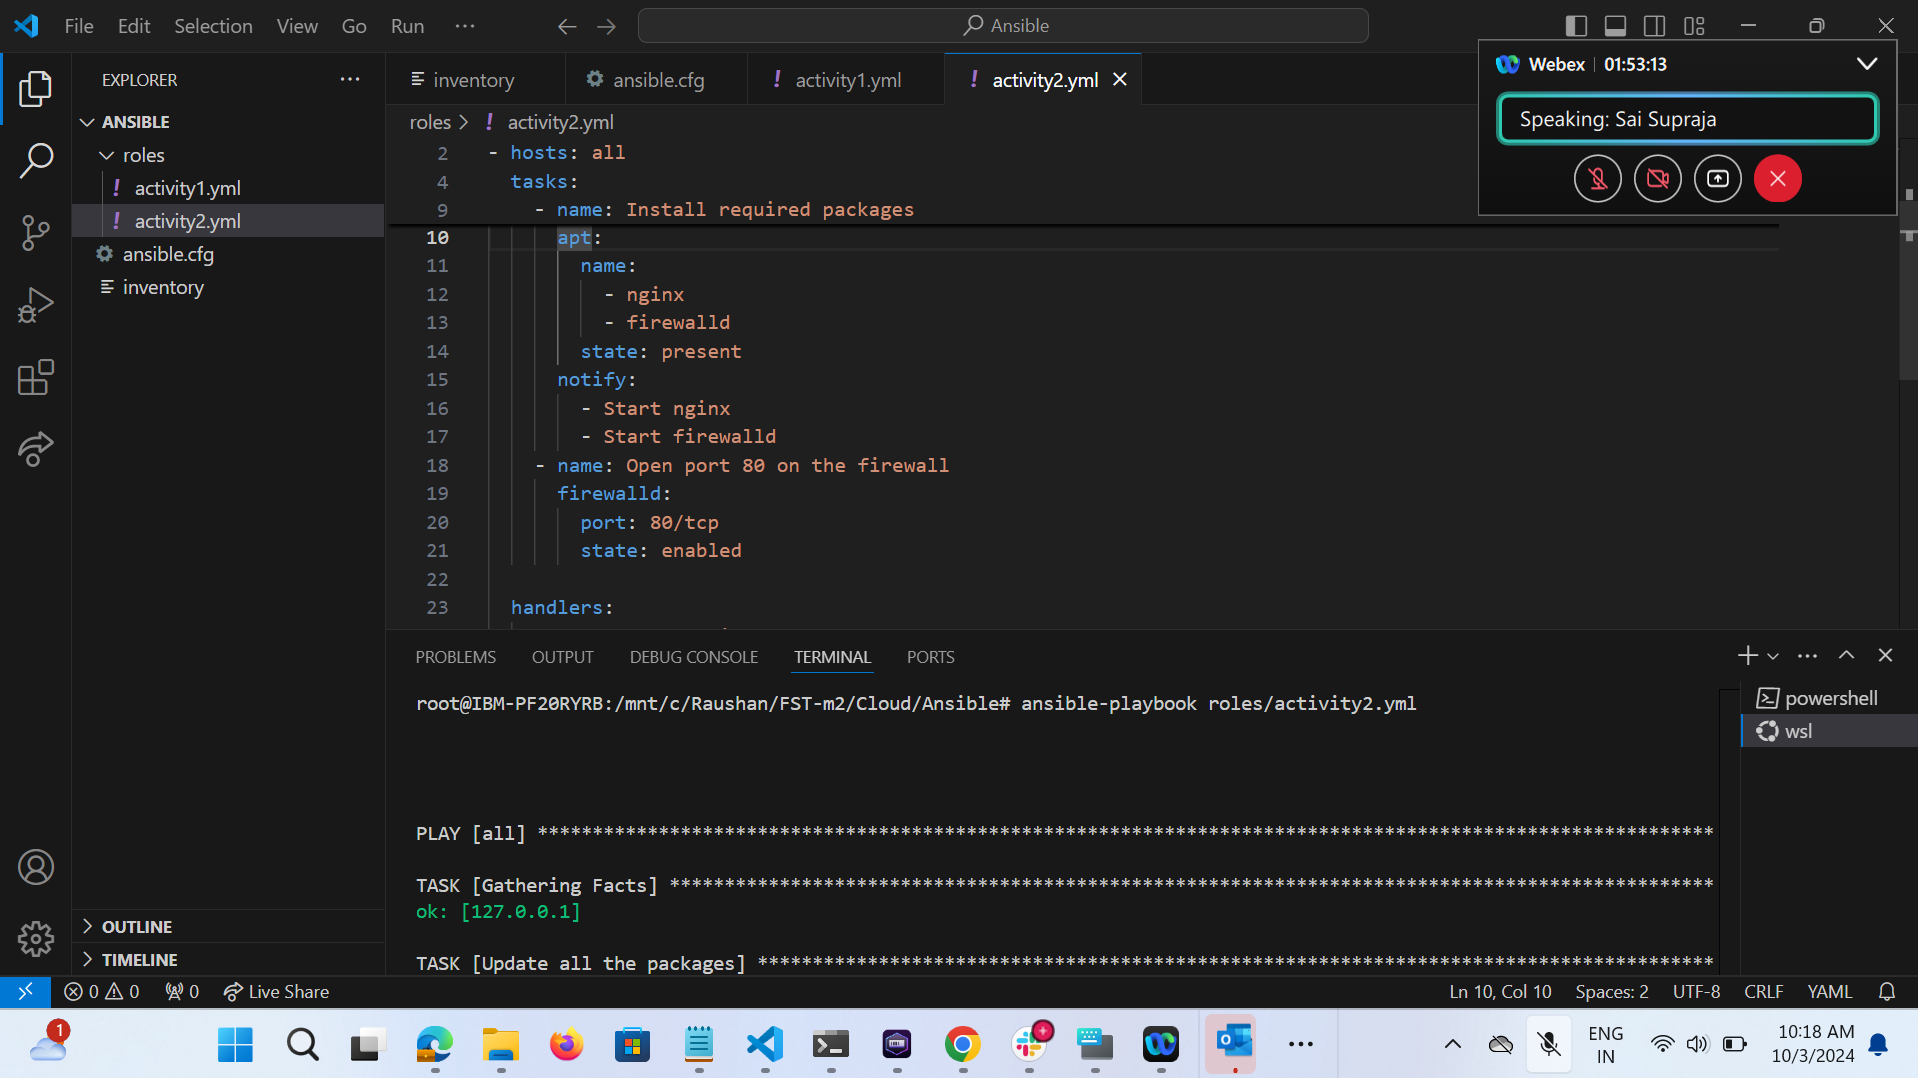 File Edit Selection View Go Run ··· Ansible
Webex 01:53:13
Speaking: Sai Supraja
EXPLORER ···
inventory ansible.cfg ! activity1.yml ! activity2.yml
ANSIBLE
roles
! activity1.yml
! activity2.yml
ansible.cfg
inventory
OUTLINE
TIMELINE
roles > ! activity2.yml
2 - hosts: all
4 tasks:
9 - name: Install required packages
10 apt:
11 name:
12 - nginx
13 - firewalld
14 state: present
15 notify:
16 - Start nginx
17 - Start firewalld
18 - name: Open port 80 on the firewall
19 firewalld:
20 port: 80/tcp
21 state: enabled
22
23 handlers:
PROBLEMS OUTPUT DEBUG CONSOLE TERMINAL PORTS
powershell
wsl
root@IBM-PF20RYRB:/mnt/c/Raushan/FST-m2/Cloud/Ansible# ansible-playbook roles/activity2.yml
PLAY [all] ******************************************************************************************************
TASK [Gathering Facts] ******************************************************************************************
ok: [127.0.0.1]
TASK [Update all the packages] **********************************************************************************
0 0 0 Live Share Ln 10, Col 10 Spaces: 2 UTF-8 CRLF YAML
1
ENG
IN
10:18 AM
10/3/2024